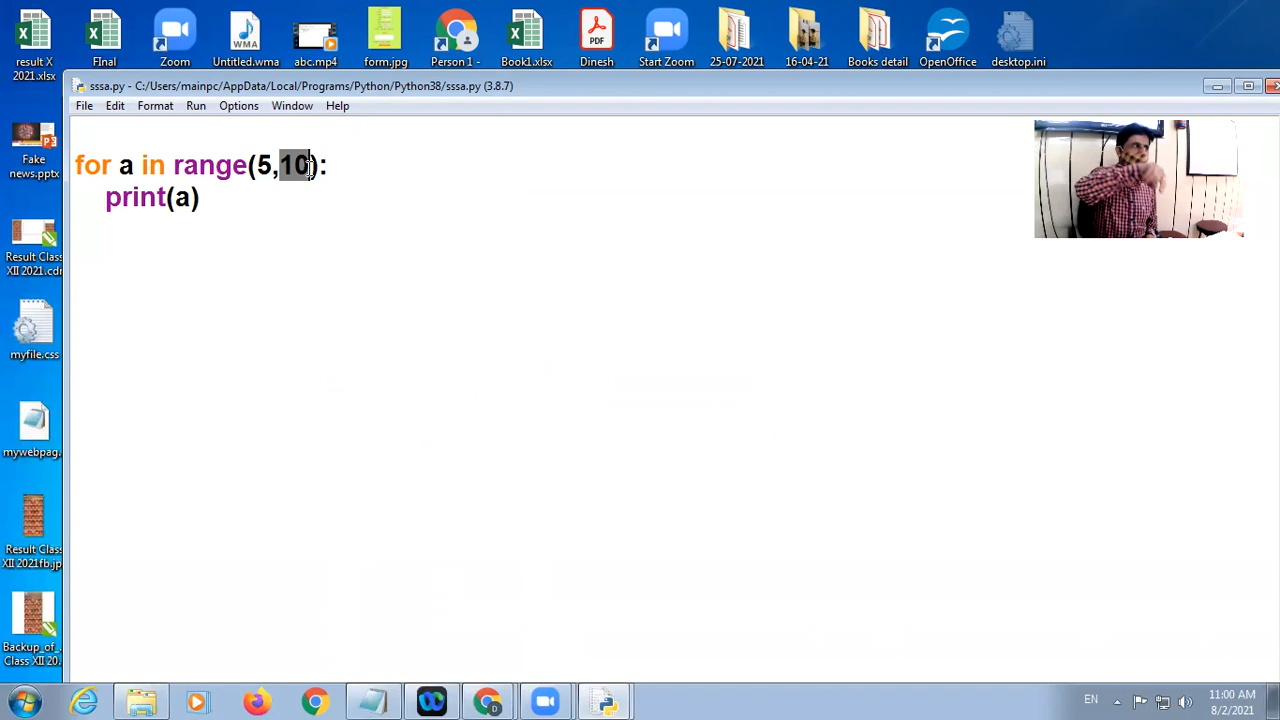 result X
2021.xlsx
FInal
Zoom
Untitled.wma
abc.mp4
form.jpg
Person 1 -
Book1.xlsx
Dinesh
Start Zoom
25-07-2021
16-04-21
Books detail
OpenOffice
desktop.ini
sssa.py - C:/Users/mainpc/AppData/Local/Programs/Python/Python38/sssa.py (3.8.7)
File Edit Format Run Options Window Help
for a in range(5,10):
print(a)
Fake
news.pptx
Result Class
XII 2021.cdr
myfile.css
mywebpag.
Result Class
XII 2021fb.jp
Backup_of_.
Class XII 20.
EN
11:00 AM
8/2/2021